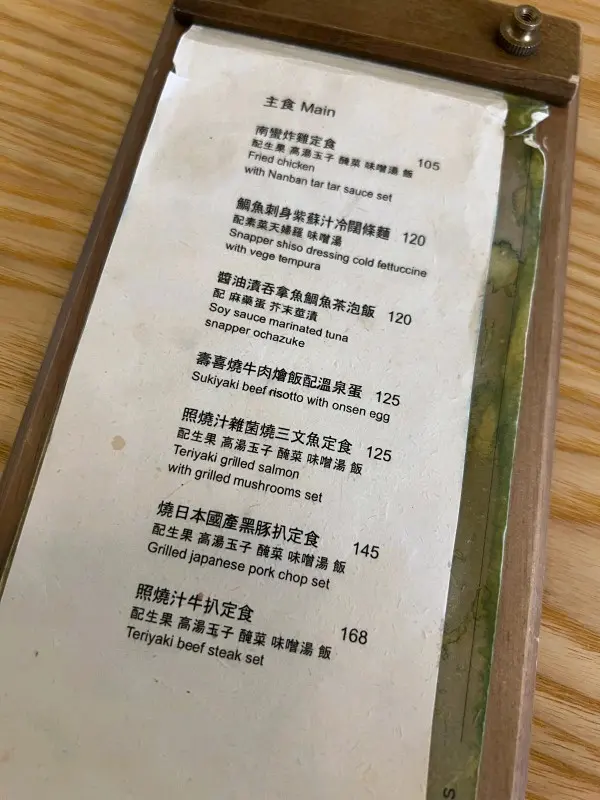 主食 Main
南蠻炸雞定食
配生果 高湯玉子 醃菜 味噌湯 飯 105
Fried chicken
with Nanban tar tar sauce set
鯛魚刺身紫蘇汁冷闊條麵 120
配素菜天婦羅 味噌湯
Snapper shiso dressing cold fettuccine
with vege tempura
醬油漬吞拿魚鯛魚茶泡飯 120
配 麻藥蛋 芥末蔁漬
Soy sauce marinated tuna
snapper ochazuke
壽喜燒牛肉燴飯配溫泉蛋 125
Sukiyaki beef risotto with onsen egg
照燒汁雜菌燒三文魚定食 125
配生果 高湯玉子 醃菜 味噌湯 飯
Teriyaki grilled salmon
with grilled mushrooms set
燒日本國產黑豚扒定食 145
配生果 高湯玉子 醃菜 味噌湯 飯
Grilled japanese pork chop set
照燒汁牛扒定食 168
配生果 高湯玉子 醃菜 味噌湯 飯
Teriyaki beef steak set